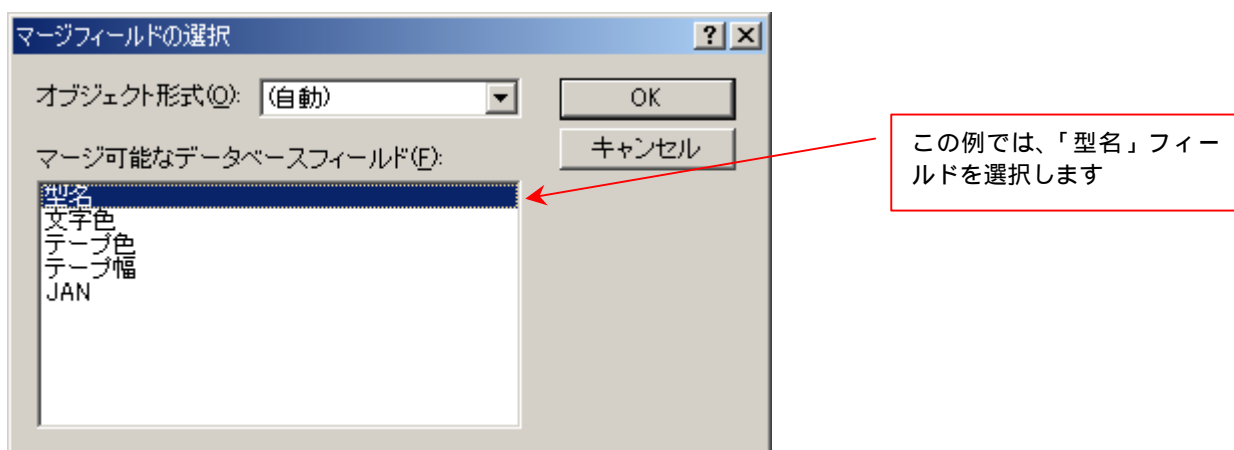 マージフィールドの選択
オブジェクト形式(O):
(自動)
OK
キャンセル
マージ可能なデータベースフィールド(F):
型名
文字色
テープ色
テープ幅
JAN
この例では、「型名」フィー
ルドを選択します